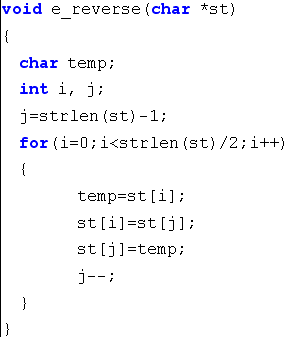 void e_reverse(char *st)
{
char temp;
int i, j;
j=strlen(st)-1;
for(i=0;i<strlen(st)/2;i++)
{
temp=st[i];
st[i]=st[j];
st[j]=temp;
j--;
}
}